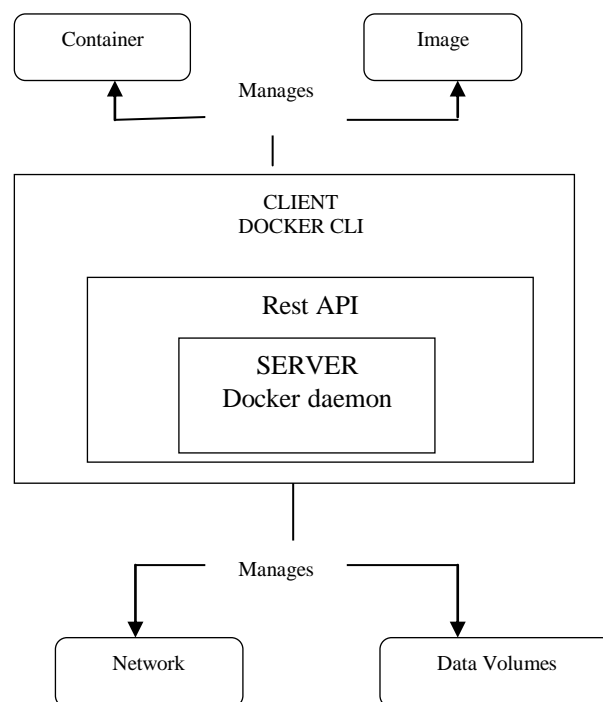 Container
Image
Manages
CLIENT
DOCKER CLI
Rest API
SERVER
Docker daemon
Manages
Network
Data Volumes